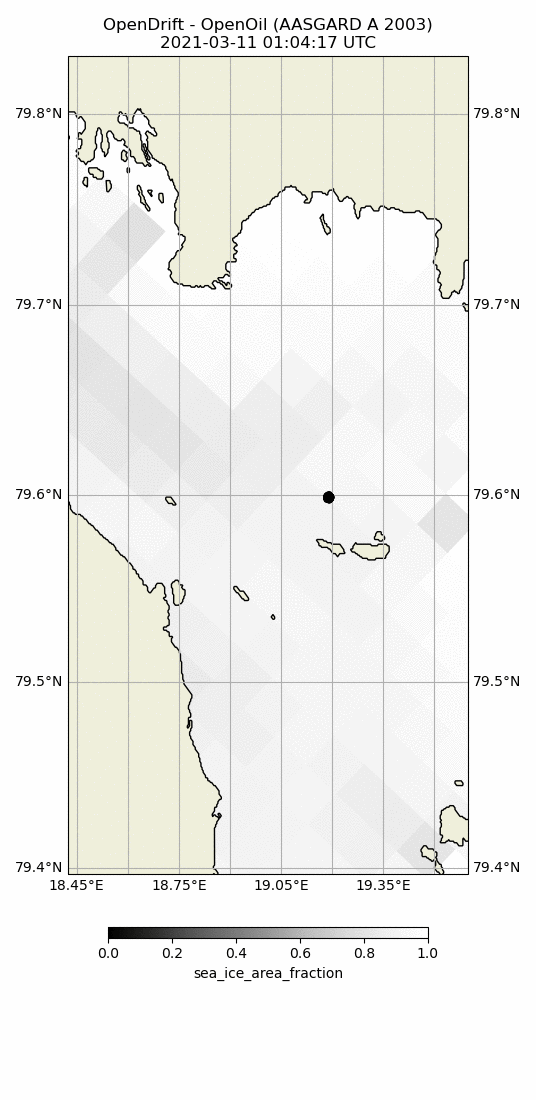 OpenDrift - OpenOil (AASGARD A 2003)
2021-03-11 01:04:17 UTC
79.8°N 79.8°N
79.7°N 79.7°N
79.6°N 79.6°N
79.5°N 79.5°N
79.4°N 79.4°N
18.45°E 18.75°E 19.05°E 19.35°E
0.0 0.2 0.4 0.6 0.8 1.0
sea_ice_area_fraction